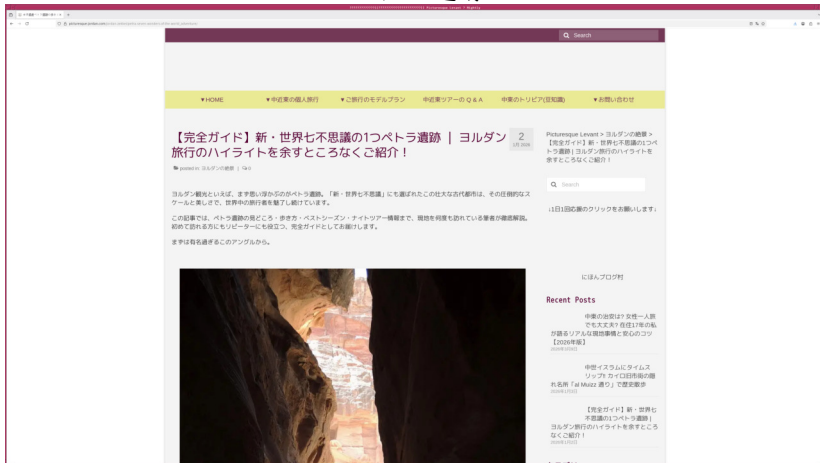 Search
▼HOME
▼中近東の個人旅行
▼ご旅行のモデルプラン
中近東ツアーの Q & A
中東のトリビア(豆知識)
▼お問い合わせ
【完全ガイド】新・世界七不思議の1つペトラ遺跡 | ヨルダン
旅行のハイライトを余すところなくご紹介！
2
1月 2026
posted in: ヨルダンの絶景 | 0
ヨルダン観光といえば、まず思い浮かぶのがペトラ遺跡。「新・世界七不思議」にも選ばれたこの壮大な古代都市は、その圧倒的なス
ケールと美しさで、世界中の旅行者を魅了し続けています。
この記事では、ペトラ遺跡の見どころ・歩き方・ベストシーズン・ナイトツアー情報まで、現地を何度も訪れている筆者が徹底解説。
初めて訪れる方にもリピーターにも役立つ、完全ガイドとしてお届けします。
まずは有名過ぎるこのアングルから。
Picturesque Levant > ヨルダンの絶景 >
【完全ガイド】新・世界七不思議の1つペ
トラ遺跡 | ヨルダン旅行のハイライトを
余すところなくご紹介！
Search
↓1日1回応援のクリックをお願いします↓
にほんブログ村
Recent Posts
中東の治安は? 女性一人旅
でも大丈夫? 在住17年の私
が語るリアルな現地事情と安心のコツ
【2026年版】
中世イスラムにタイムス
リップ!! カイロ旧市街の隠
れ名所「al Muizz 通り」で歴史散歩
【完全ガイド】新・世界七
不思議の1つペトラ遺跡 |
ヨルダン旅行のハイライトを余すところ
なくご紹介！